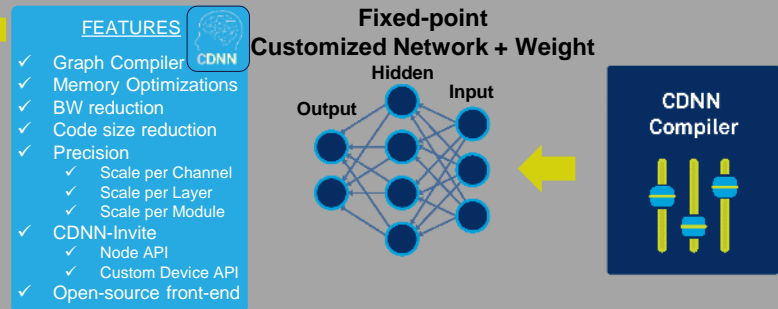 FEATURES
CDNN
✓ Graph Compiler
✓ Memory Optimizations
✓ BW reduction
✓ Code size reduction
✓ Precision
✓ Scale per Channel
✓ Scale per Layer
✓ Scale per Module
✓ CDNN-Invite
✓ Node API
✓ Custom Device API
✓ Open-source front-end
Fixed-point
Customized Network + Weight
Hidden
Input
Output
CDNN
Compiler